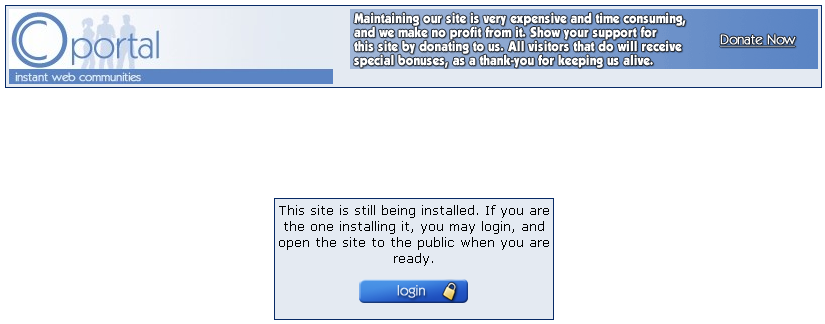 Oportal
instant web communities
Maintaining our site is very expensive and time consuming,
and we make no profit from it. Show your support for
this site by donating to us. All visitors that do will receive
special bonuses, as a thank-you for keeping us alive.
Donate Now
This site is still being installed. If you are
the one installing it, you may login, and
open the site to the public when you are
ready.
login